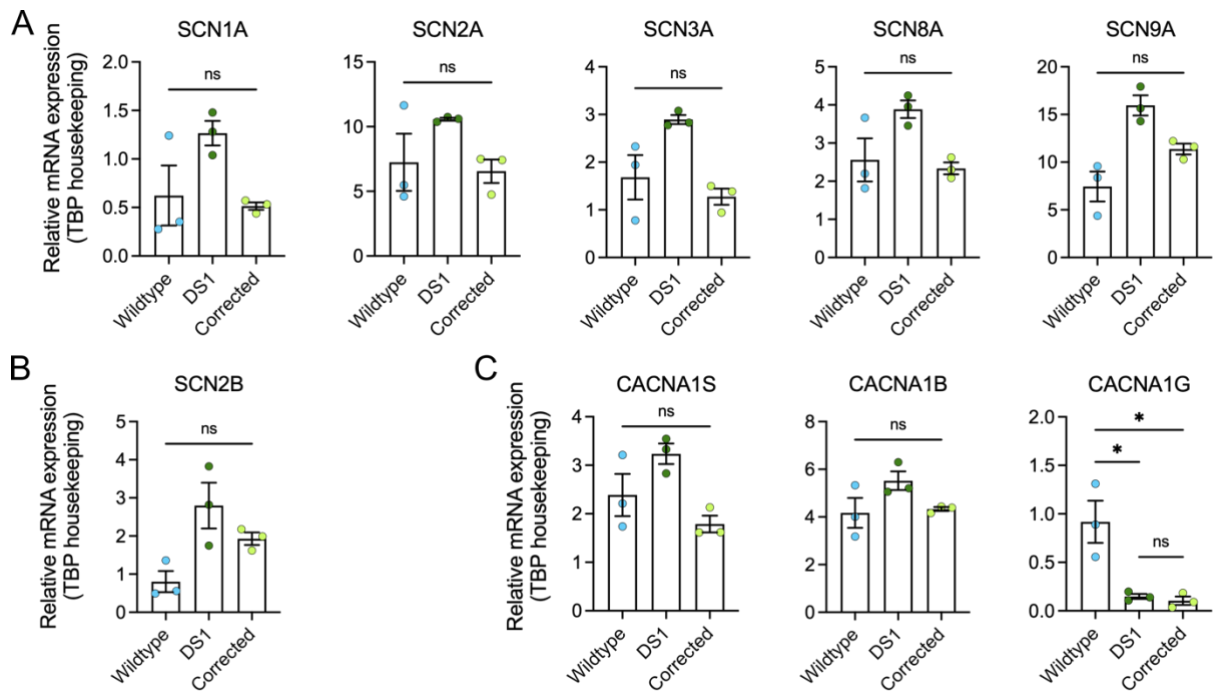 A
SCN1A
SCN2A
SCN3A
SCN8A
SCN9A
Relative mRNA expression
(TBP housekeeping)
2.0
1.5
1.0
0.5
0.0
ns
Wildtype
DS1
Corrected
15
10
5
0
ns
Wildtype
DS1
Corrected
4
3
2
1
0
ns
Wildtype
DS1
Corrected
5
4
3
2
1
0
ns
Wildtype
DS1
Corrected
20
15
10
5
0
ns
Wildtype
DS1
Corrected
B
SCN2B
Relative mRNA expression
(TBP housekeeping)
5
4
3
2
1
0
ns
Wildtype
DS1
Corrected
C
CACNA1S
CACNA1B
CACNA1G
Relative mRNA expression
(TBP housekeeping)
4
3
2
1
0
ns
Wildtype
DS1
Corrected
8
6
4
2
0
ns
Wildtype
DS1
Corrected
2.0
1.5
1.0
0.5
0.0
*
*
ns
Wildtype
DS1
Corrected